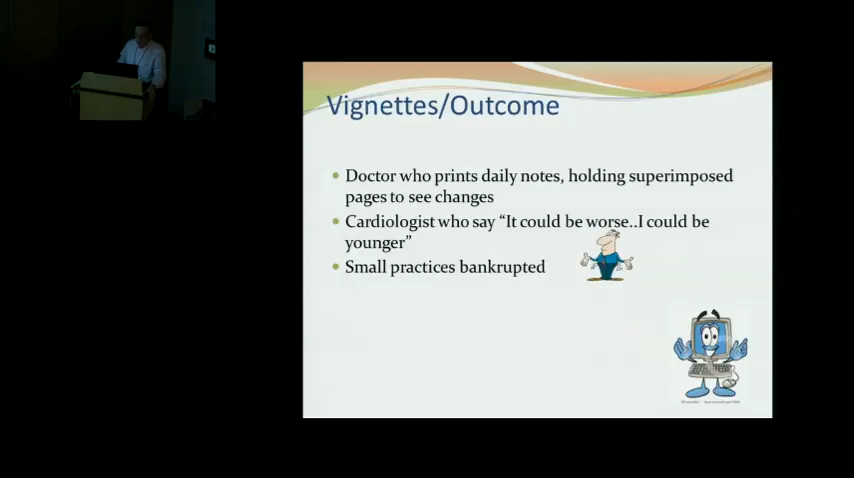 Vignettes/Outcome
Doctor who prints daily notes, holding superimposed
pages to see changes
Cardiologist who say “It could be worse..I could be
younger”
Small practices bankrupted